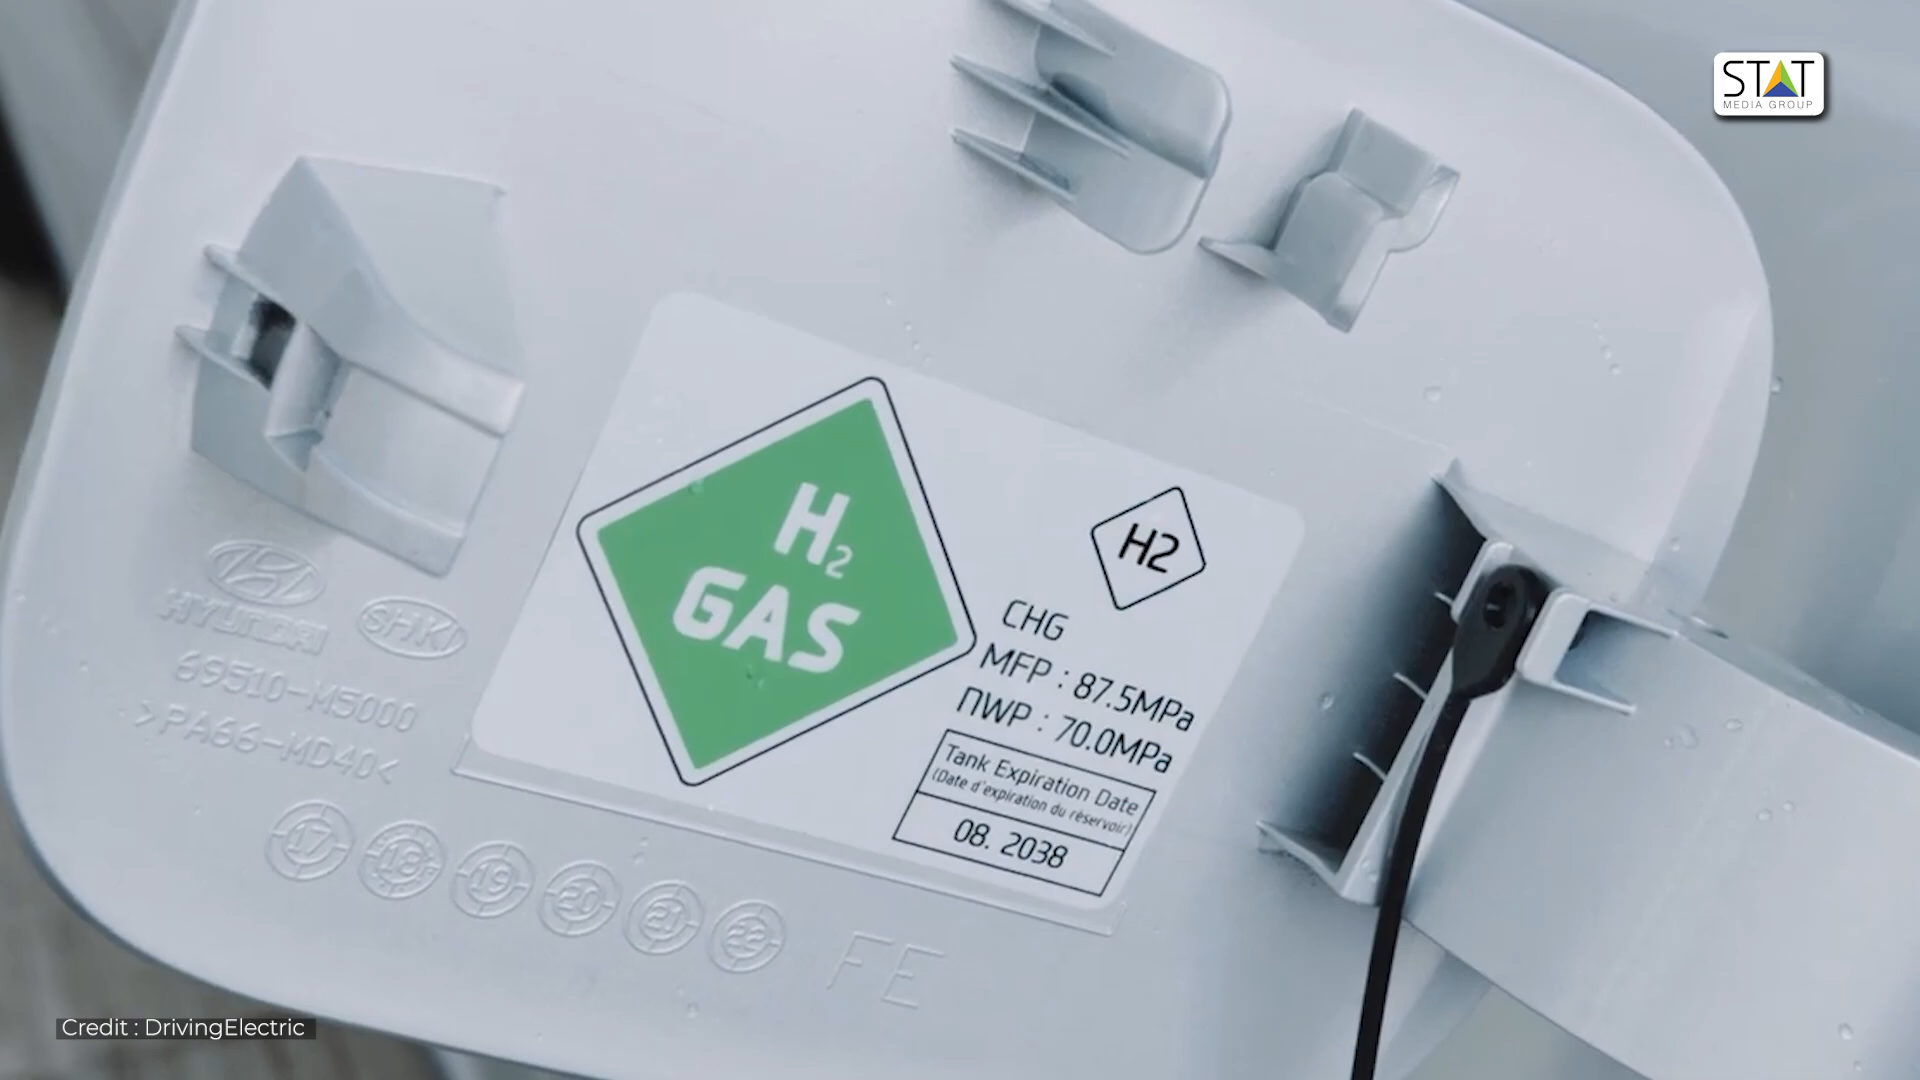 STAT
MEDIA GROUP
H2
GAS
H2
CHG
MFP : 87.5MPa
NWP : 70.0MPa
Tank Expiration Date
(Date d'expiration du réservoir)
08. 2038
HYUNDAI
SHKI
69510-M5000
>PA66-MD40<
17 18 19 20 21 22
FE
Credit : DrivingElectric